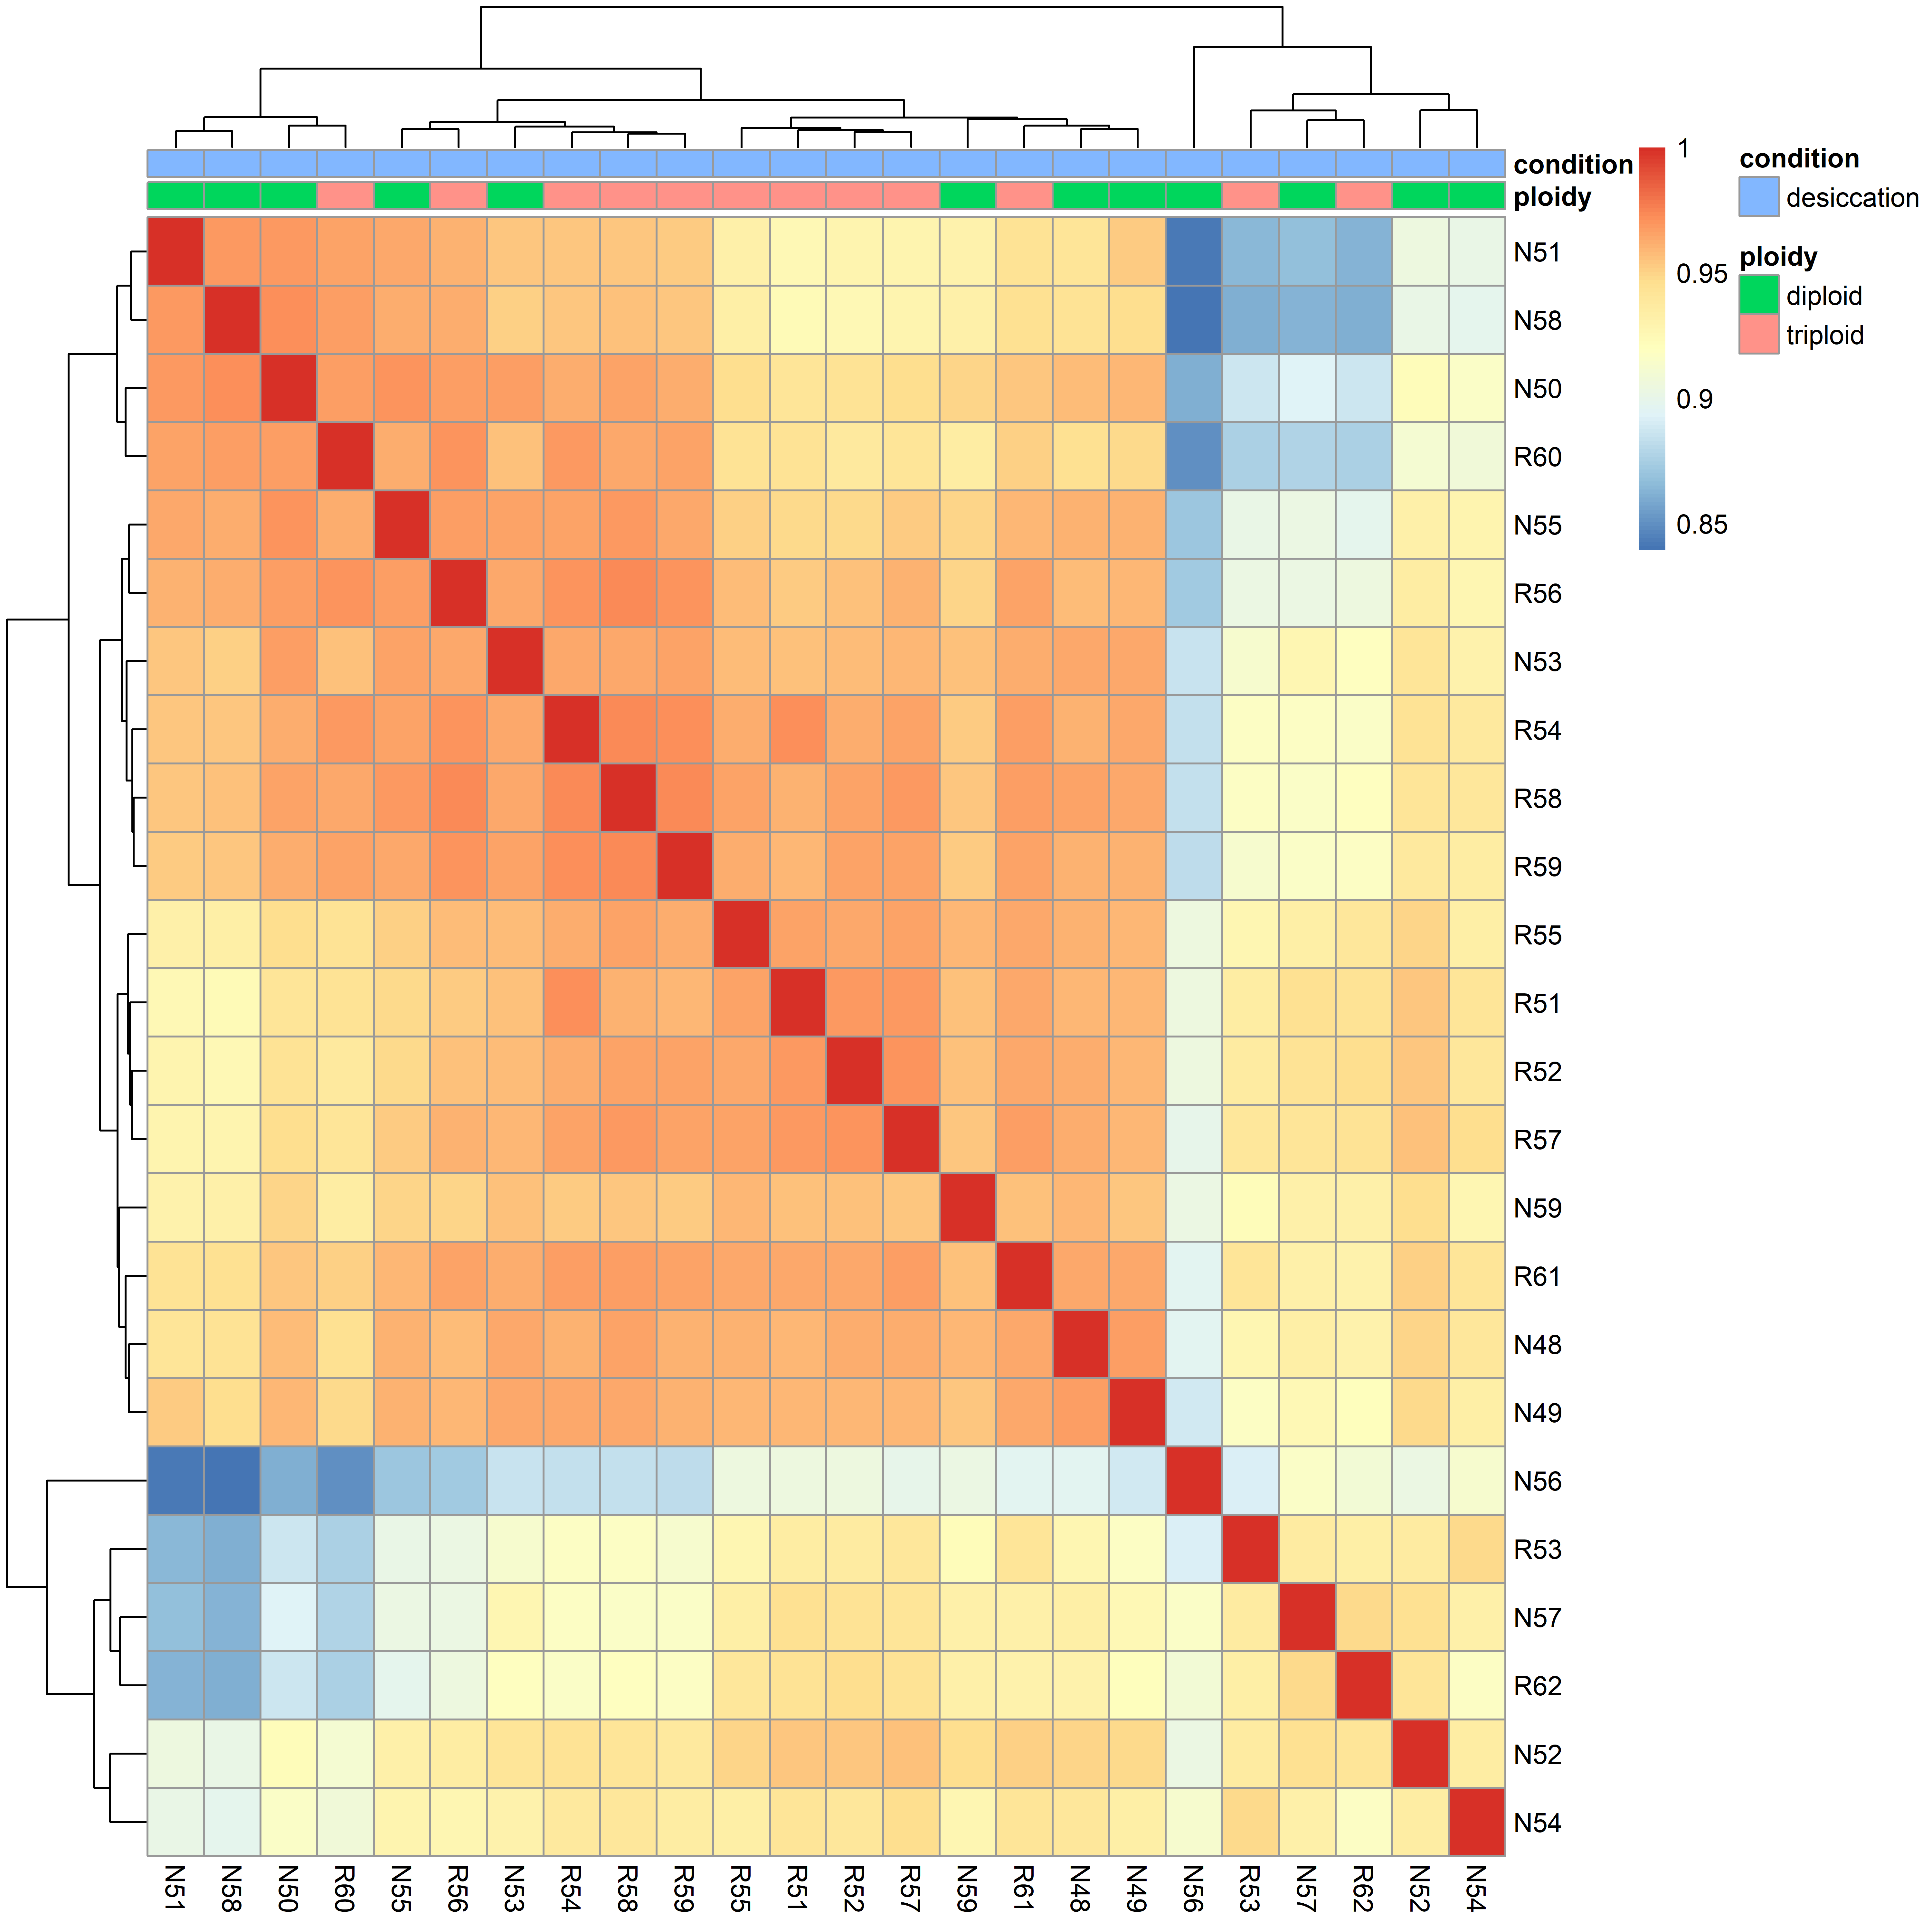 condition
ploidy
N51
N58
N50
R60
N55
R56
N53
R54
R58
R59
R55
R51
R52
R57
N59
R61
N48
N49
N56
R53
N57
R62
N52
N54
N51
N58
N50
R60
N55
R56
N53
R54
R58
R59
R55
R51
R52
R57
N59
R61
N48
N49
N56
R53
N57
R62
N52
N54
1
0.95
0.9
0.85
condition
desiccation
ploidy
diploid
triploid